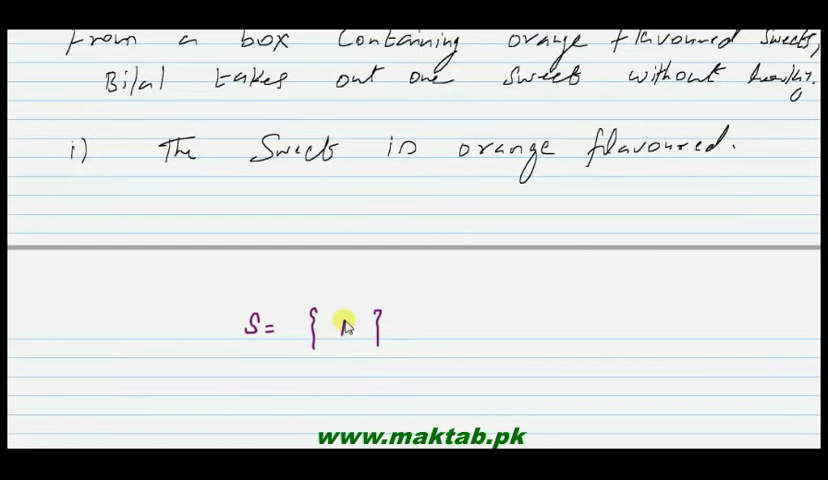 From a box Containing orange flavoured Sweets,
Bilal takes out one sweet without
i) The Sweet is orange flavoured.
S = { }
www.maktab.pk